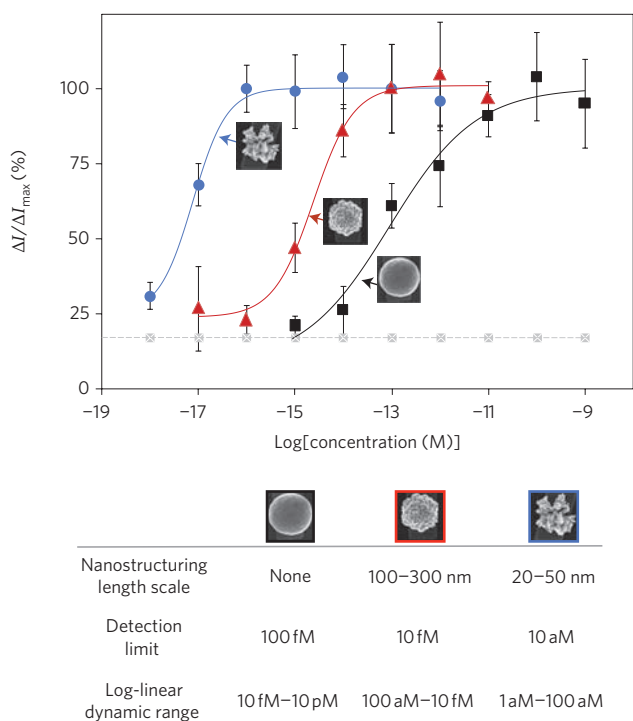 ΔI/ΔImax (%)
100
75
50
25
0
−19 −17 −15 −13 −11 −9
Log[concentration (M)]
Nanostructuring
length scale
None 100–300 nm 20–50 nm
Detection
limit
100 fM 10 fM 10 aM
Log-linear
dynamic range
10 fM–10 pM 100 aM–10 fM 1 aM–100 aM